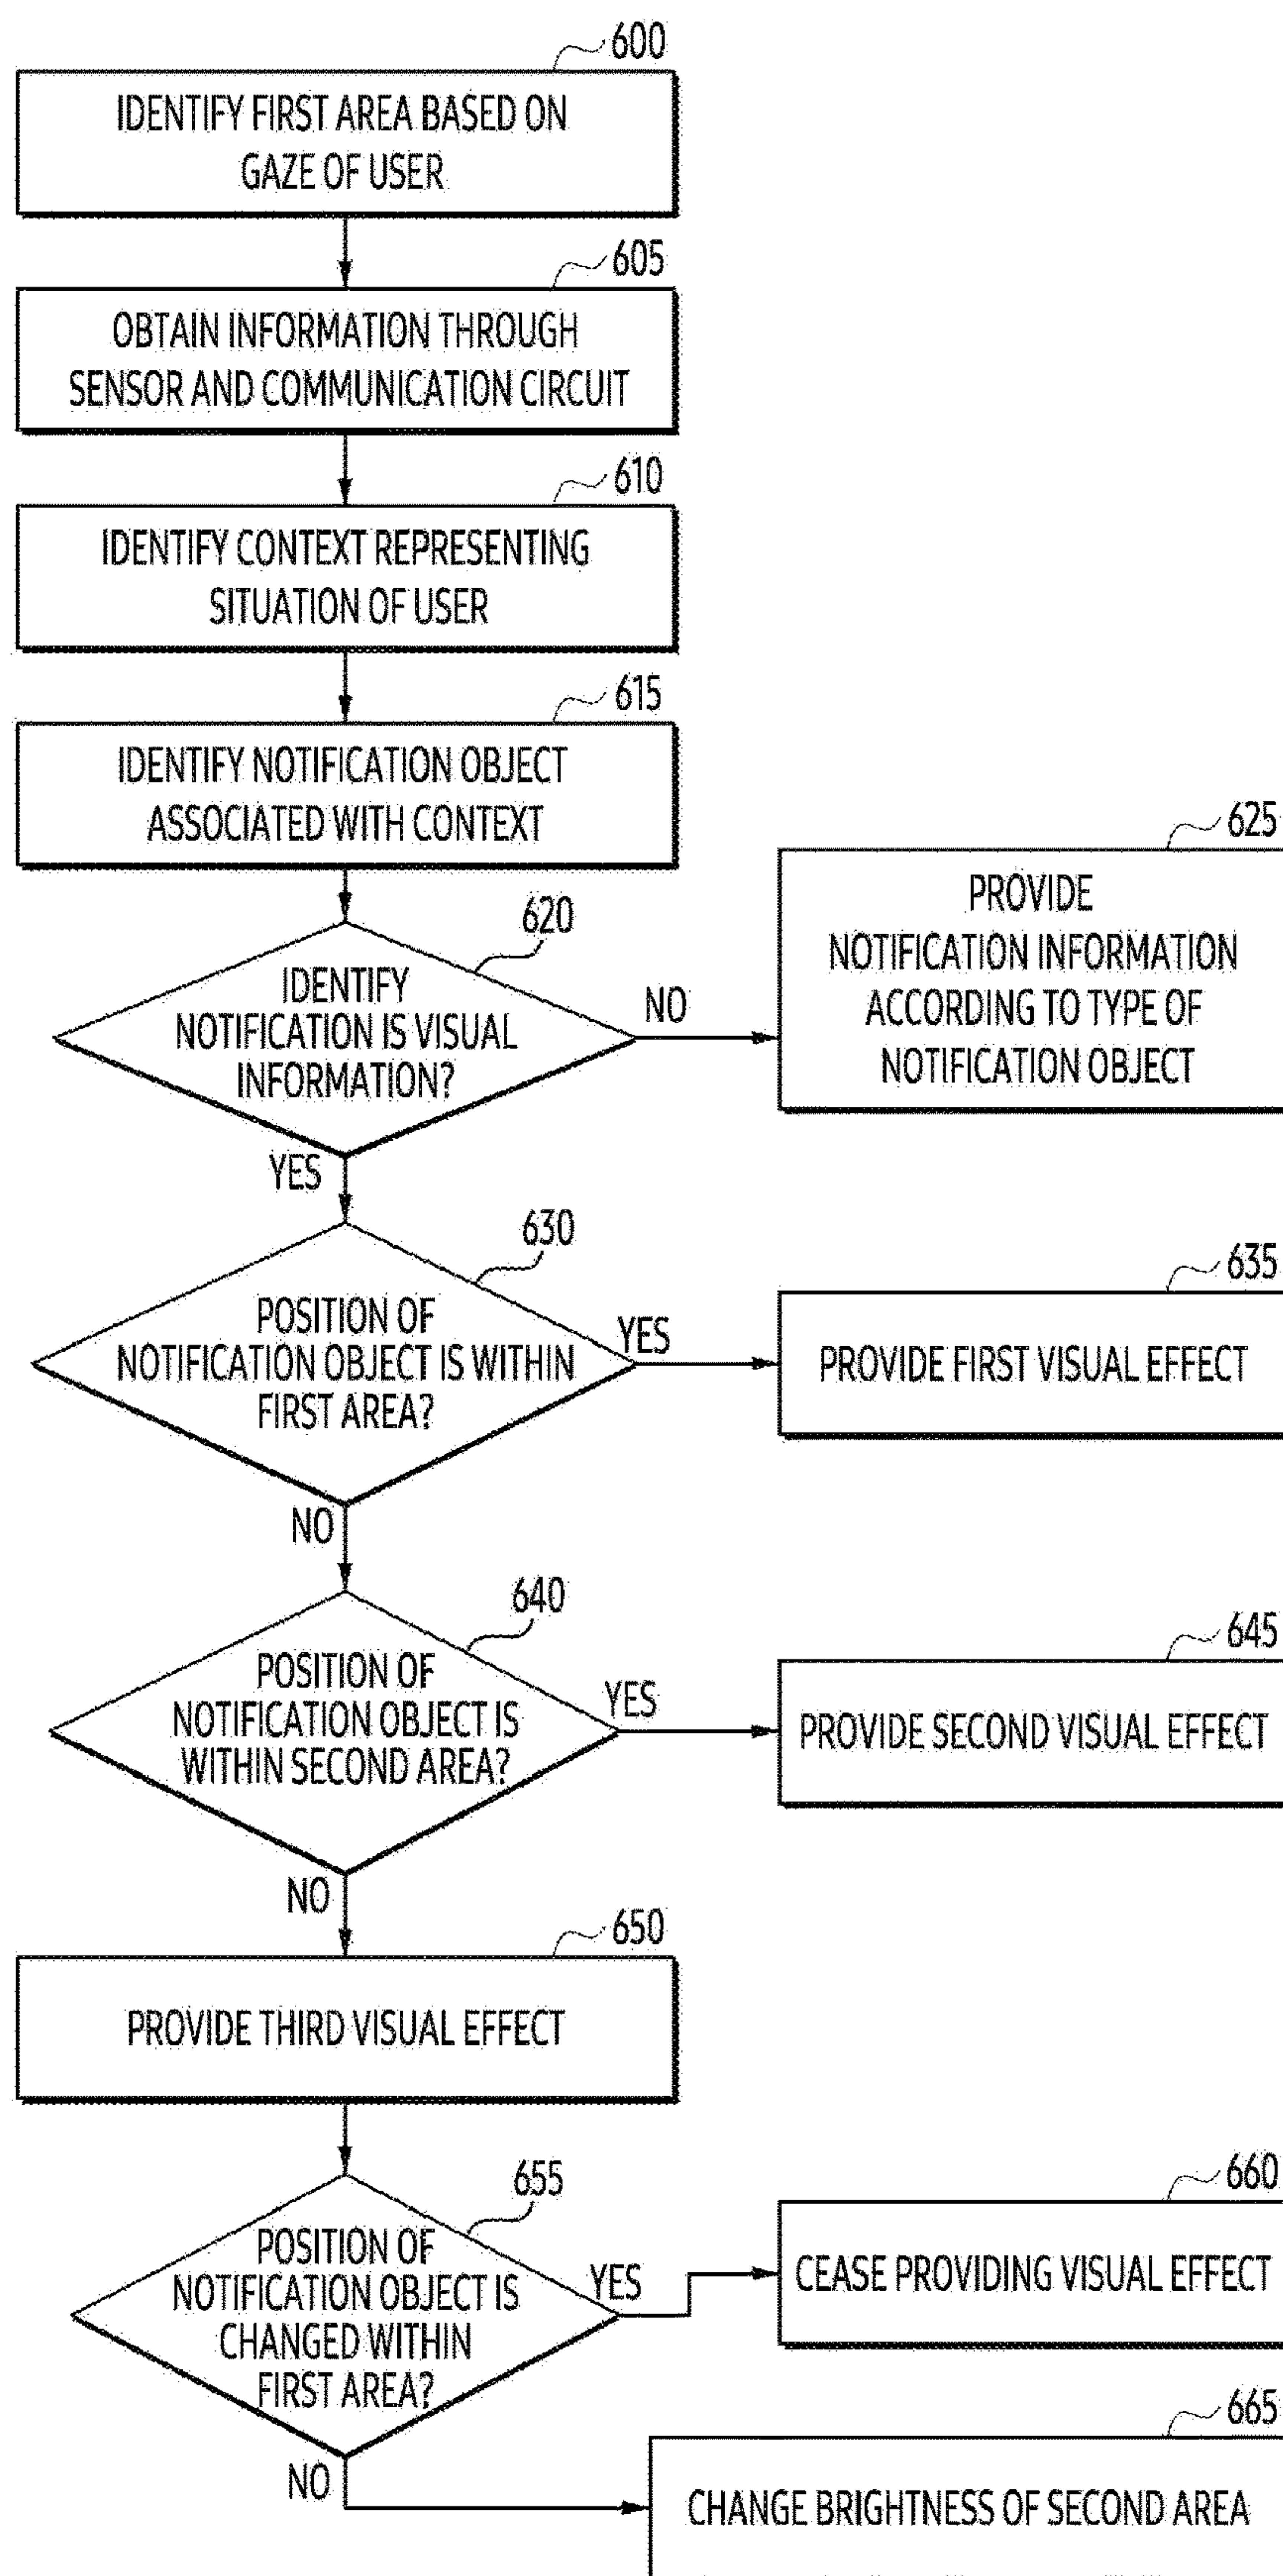 600
IDENTIFY FIRST AREA BASED ON
GAZE OF USER
605
OBTAIN INFORMATION THROUGH
SENSOR AND COMMUNICATION CIRCUIT
610
IDENTIFY CONTEXT REPRESENTING
SITUATION OF USER
615
IDENTIFY NOTIFICATION OBJECT
ASSOCIATED WITH CONTEXT
620
IDENTIFY
NOTIFICATION IS VISUAL
INFORMATION?
NO
625
PROVIDE
NOTIFICATION INFORMATION
ACCORDING TO TYPE OF
NOTIFICATION OBJECT
YES
630
POSITION OF
NOTIFICATION OBJECT IS WITHIN
FIRST AREA?
YES
635
PROVIDE FIRST VISUAL EFFECT
NO
640
POSITION OF
NOTIFICATION OBJECT IS
WITHIN SECOND AREA?
YES
645
PROVIDE SECOND VISUAL EFFECT
NO
650
PROVIDE THIRD VISUAL EFFECT
655
POSITION OF
NOTIFICATION OBJECT IS
CHANGED WITHIN
FIRST AREA?
YES
660
CEASE PROVIDING VISUAL EFFECT
NO
665
CHANGE BRIGHTNESS OF SECOND AREA